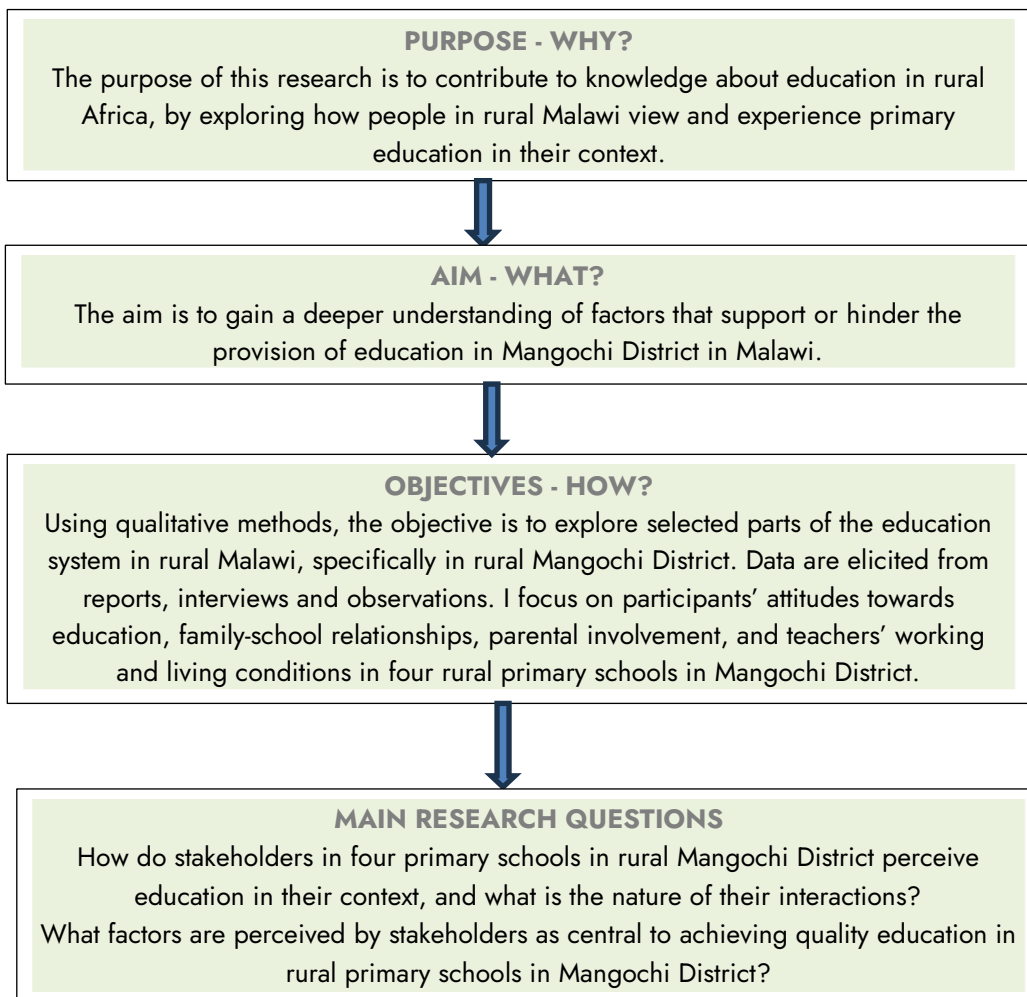 PURPOSE - WHY?
The purpose of this research is to contribute to knowledge about education in rural
Africa, by exploring how people in rural Malawi view and experience primary
education in their context.
AIM - WHAT?
The aim is to gain a deeper understanding of factors that support or hinder the
provision of education in Mangochi District in Malawi.
OBJECTIVES - HOW?
Using qualitative methods, the objective is to explore selected parts of the education
system in rural Malawi, specifically in rural Mangochi District. Data are elicited from
reports, interviews and observations. I focus on participants’ attitudes towards
education, family-school relationships, parental involvement, and teachers’ working
and living conditions in four rural primary schools in Mangochi District.
MAIN RESEARCH QUESTIONS
How do stakeholders in four primary schools in rural Mangochi District perceive
education in their context, and what is the nature of their interactions?
What factors are perceived by stakeholders as central to achieving quality education in
rural primary schools in Mangochi District?